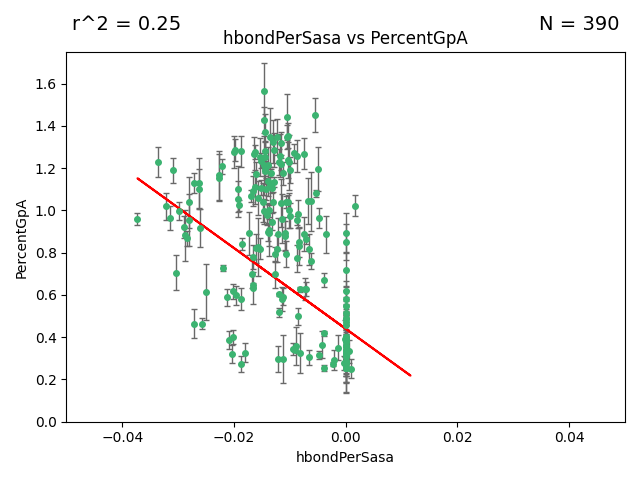 r^2 = 0.25
N = 390
hbondPerSasa vs PercentGpA
1.6
1.4
1.2
1.0
0.8
0.6
0.4
0.2
0.0
PercentGpA
−0.04
−0.02
0.00
0.02
0.04
hbondPerSasa